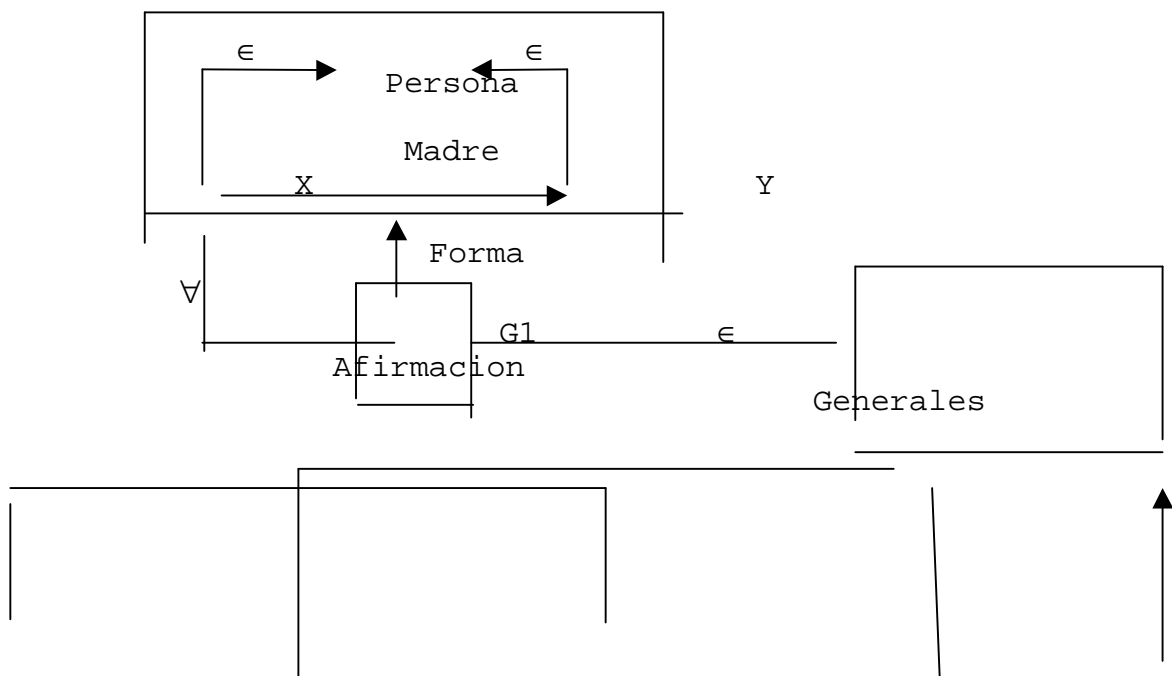 ∈ ∈
Persona
Madre
X Y
Forma
∀
G1 ∈
Afirmacion
Generales